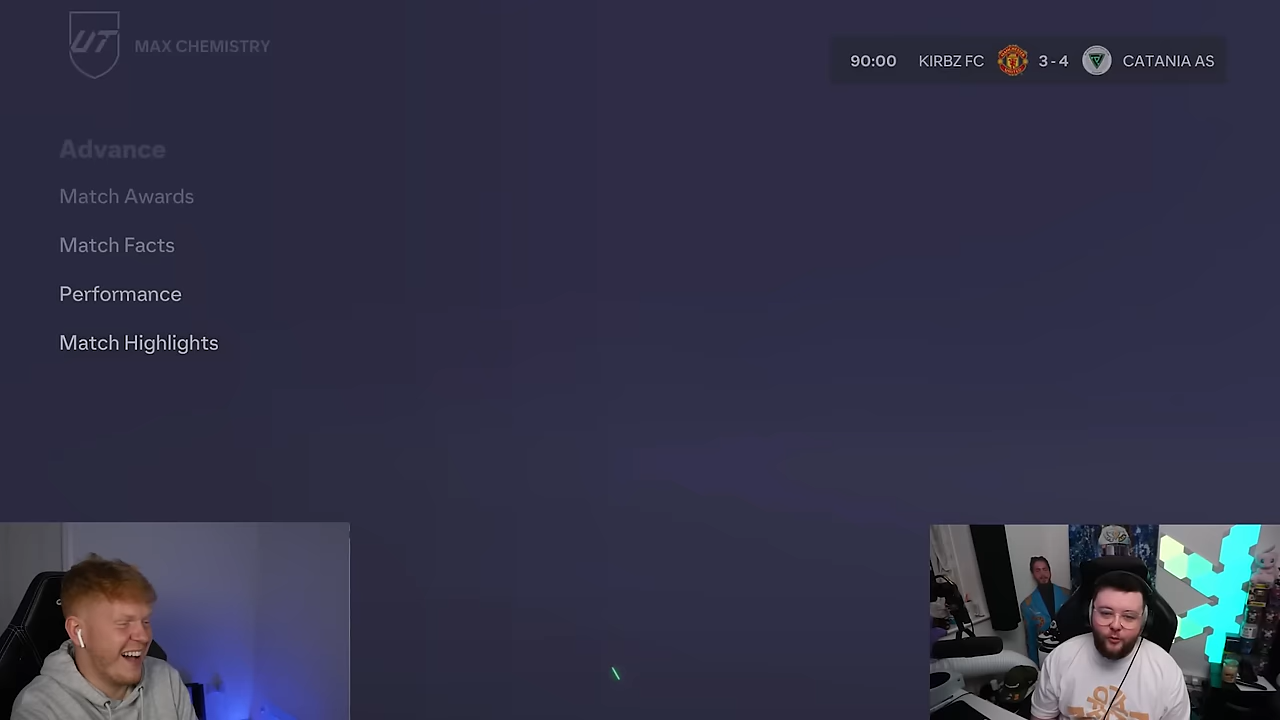 UT MAX CHEMISTRY
90:00 KIRBZ FC 3 - 4 CATANIA AS
Advance
Match Awards
Match Facts
Performance
Match Highlights